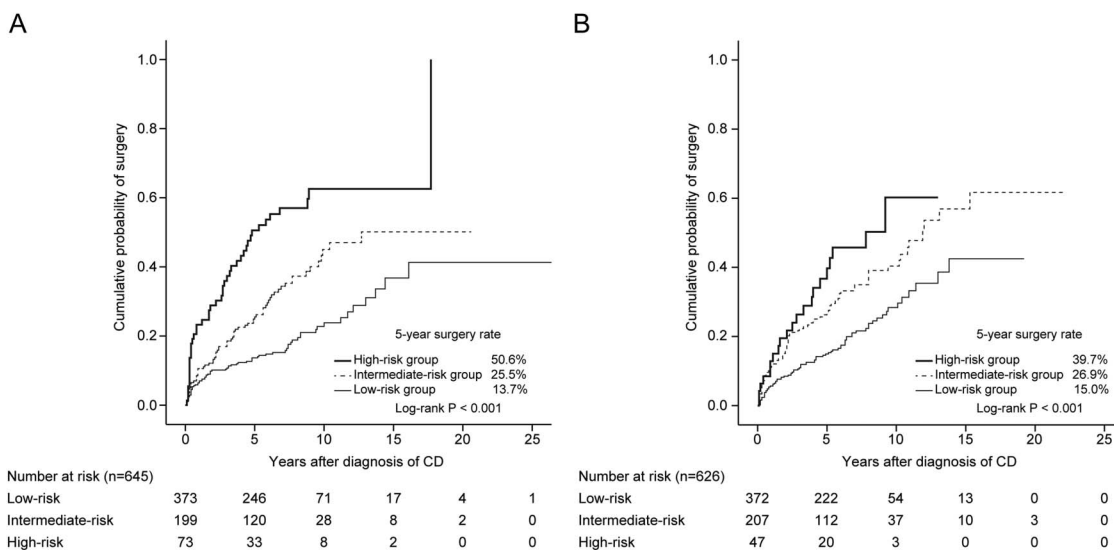 A
Cumulative probability of surgery
1.0
0.8
0.6
0.4
0.2
0.0
5-year surgery rate
High-risk group 50.6%
Intermediate-risk group 25.5%
Low-risk group 13.7%
Log-rank P < 0.001
0 5 10 15 20 25
Years after diagnosis of CD
Number at risk (n=645)
Low-risk 373 246 71 17 4 1
Intermediate-risk 199 120 28 8 2 0
High-risk 73 33 8 2 0 0
B
Cumulative probability of surgery
1.0
0.8
0.6
0.4
0.2
0.0
5-year surgery rate
High-risk group 39.7%
Intermediate-risk group 26.9%
Low-risk group 15.0%
Log-rank P < 0.001
0 5 10 15 20 25
Years after diagnosis of CD
Number at risk (n=626)
Low-risk 372 222 54 13 0 0
Intermediate-risk 207 112 37 10 3 0
High-risk 47 20 3 0 0 0